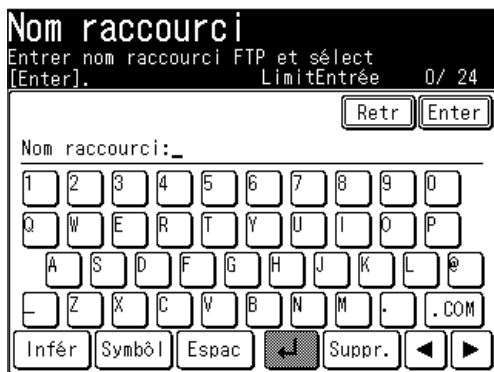 Nom raccourci
Entrer nom raccourci FTP et sélect
[Enter]. LimitEntrée 0/ 24
Retr Enter
Nom raccourci:_
1 2 3 4 5 6 7 8 9 0
Q W E R T Y U I O P
A S D F G H J K L @
_ Z X C V B N M . .COM
Infér Symbôl Espac ↵ Suppr. ◀ ▶